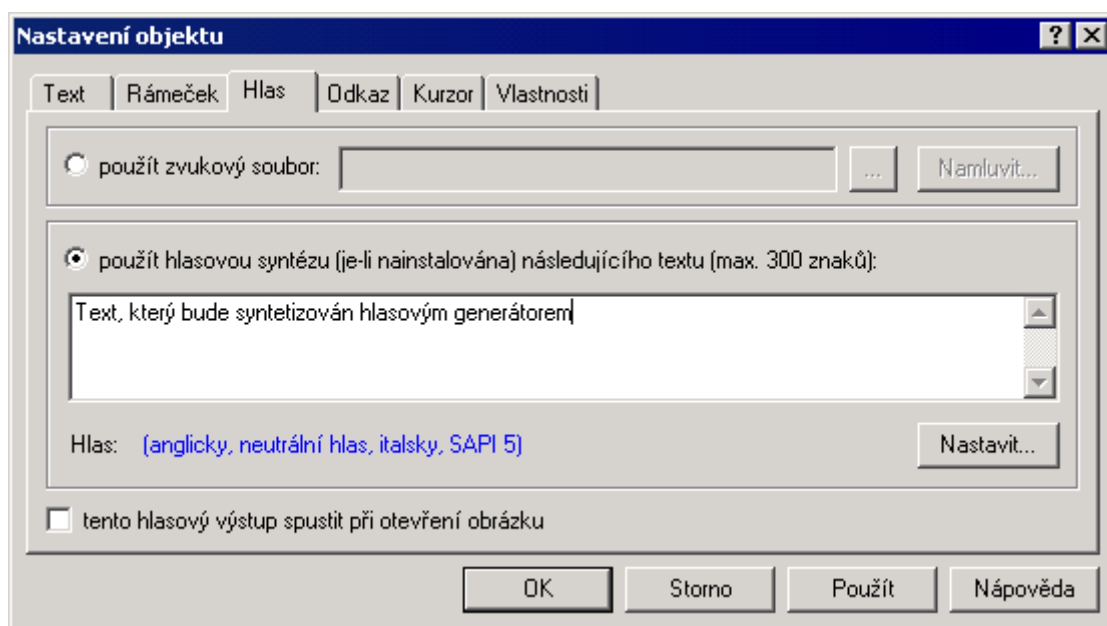 Nastavení objektu
Text Rámeček Hlas Odkaz Kurzor Vlastnosti
použít zvukový soubor: ... Namluvit...
použít hlasovou syntézu (je-li nainstalována) následujícího textu (max. 300 znaků):
Text, který bude syntetizován hlasovým generátorem
Hlas: (anglicky, neutrální hlas, italsky, SAPI 5) Nastavit...
tento hlasový výstup spustit při otevření obrázku
OK Storno Použít Nápověda